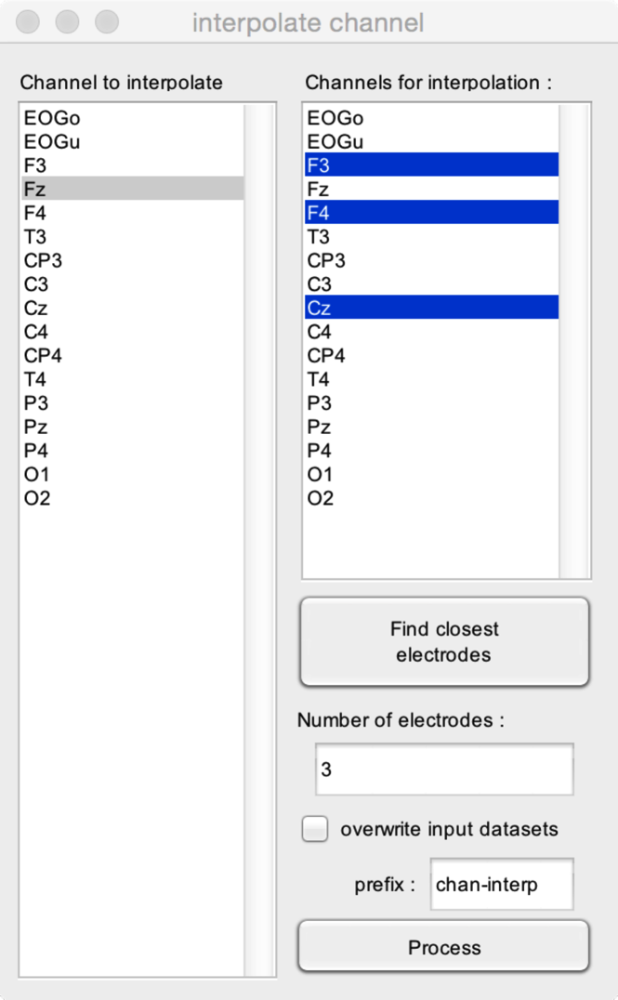 interpolate channel
Channel to interpolate
EOGo
EOGu
F3
Fz
F4
T3
CP3
C3
Cz
C4
CP4
T4
P3
Pz
P4
O1
O2
Channels for interpolation :
EOGo
EOGu
F3
Fz
F4
T3
CP3
C3
Cz
C4
CP4
T4
P3
Pz
P4
O1
O2
Find closest
electrodes
Number of electrodes :
3
overwrite input datasets
prefix : chan-interp
Process